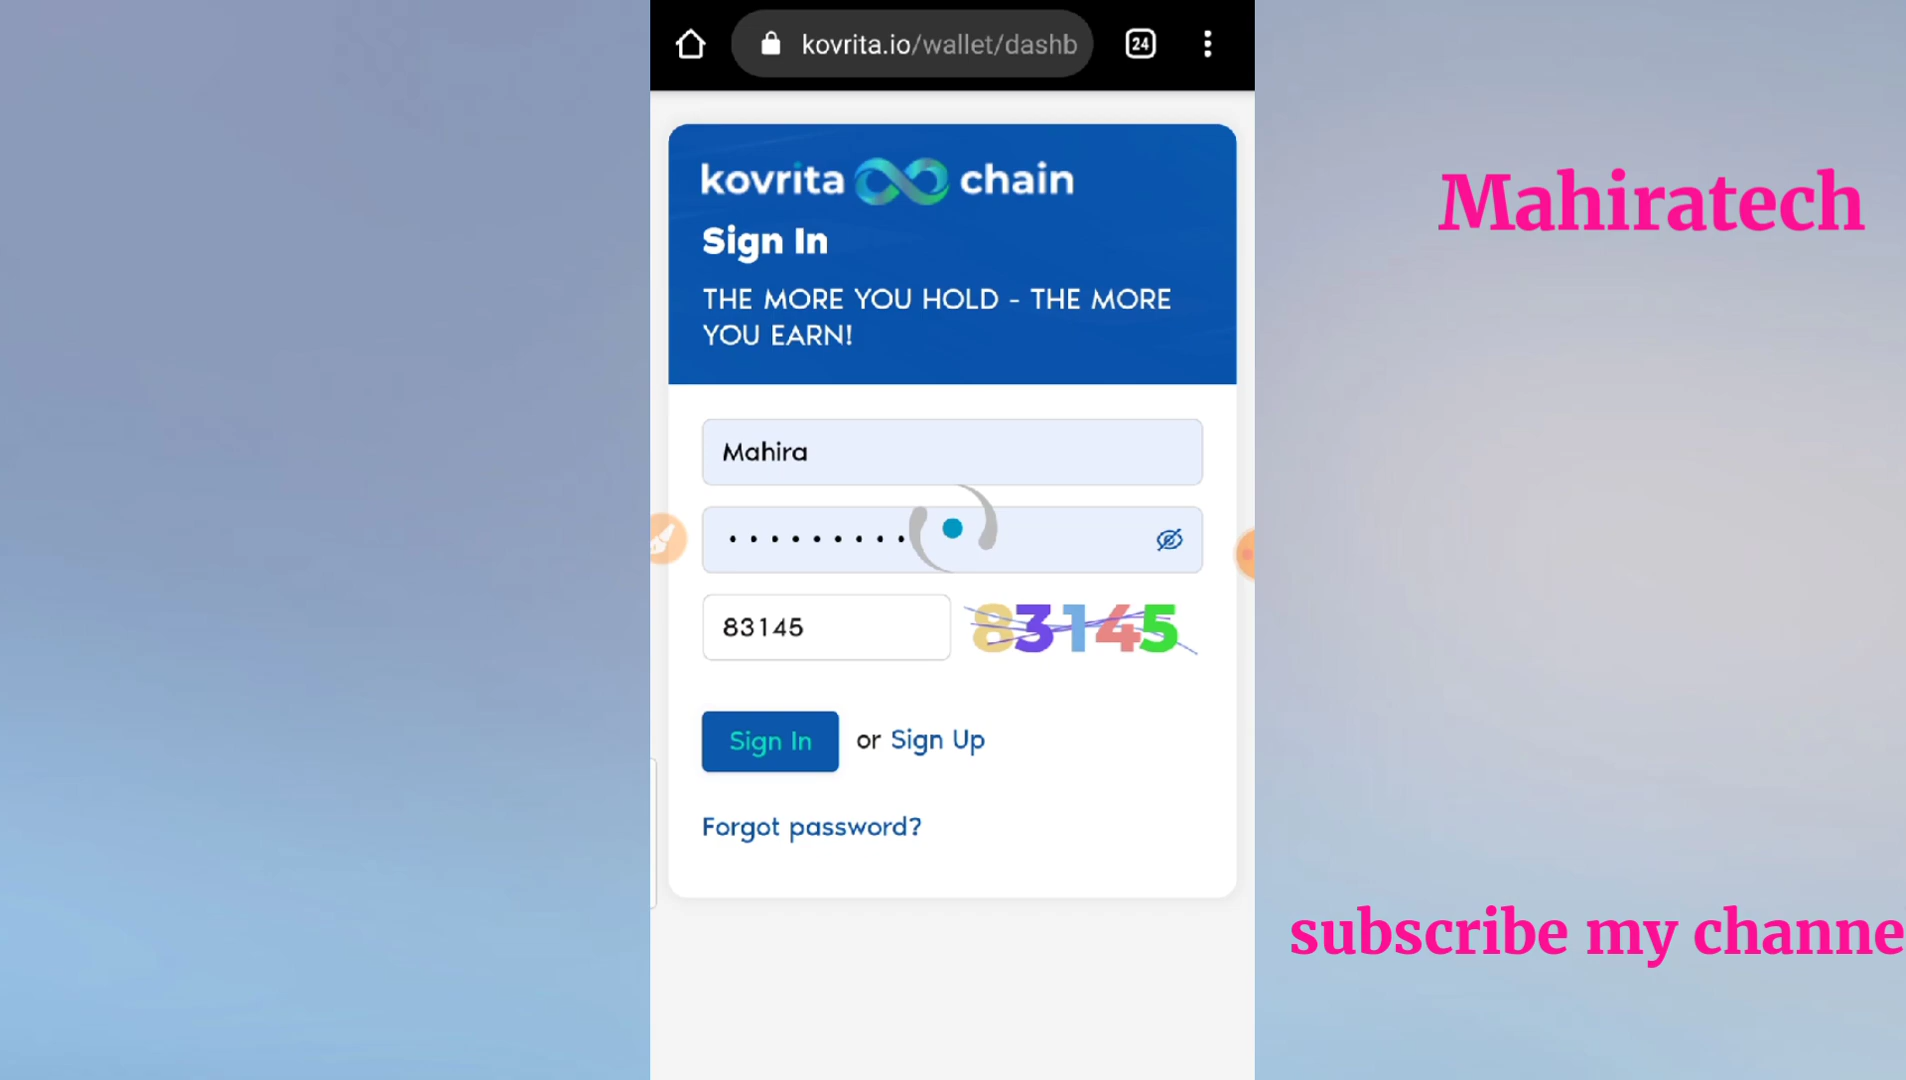 kovrita.io/wallet/dashb
24
kovrita chain
Sign In
THE MORE YOU HOLD - THE MORE
YOU EARN!
Mahira
83145
83145
Sign In or Sign Up
Forgot password?
Mahiratech
subscribe my channe